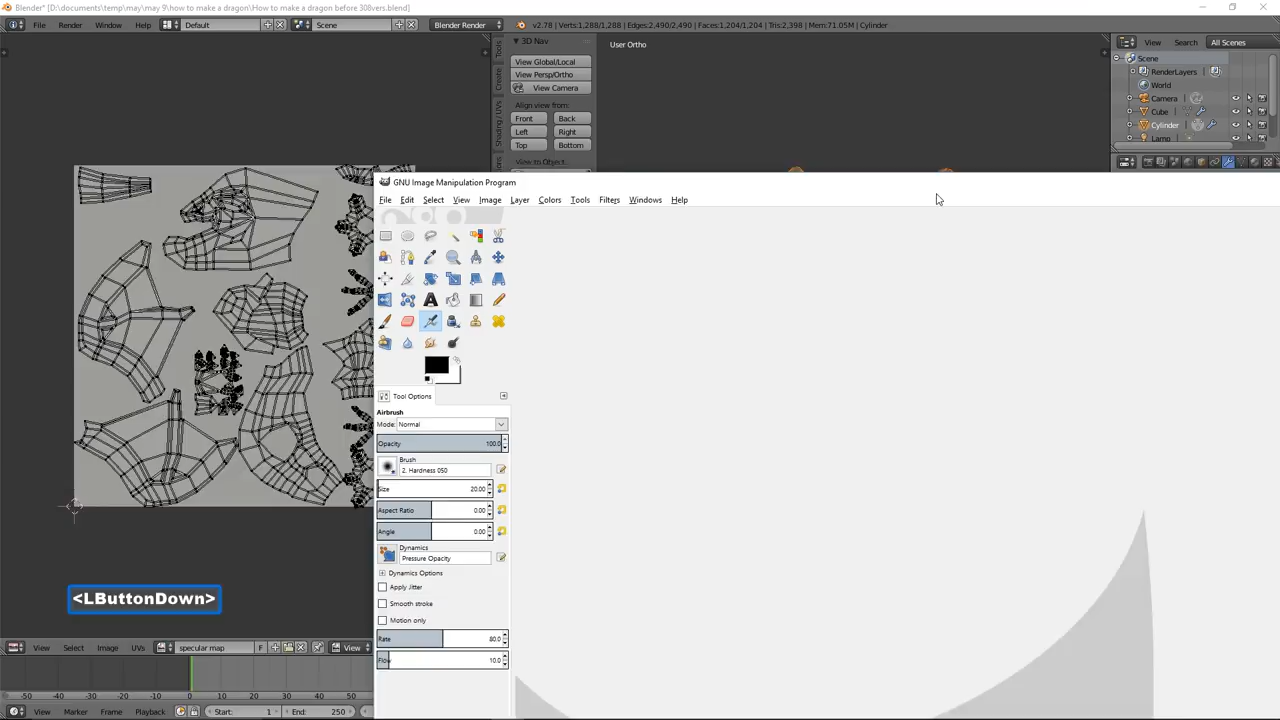 Blender* [D:\documents\temp\may\may 9\how to make a dragon\How to make a dragon before 308vers.blend]
File Render Window Help Default Scene Blender Render v2.78 | Verts:1,288/1,288 | Edges:2,490/2,490 | Faces:1,204/1,204 | Tris:2,398 | Mem:71.05M | Cylinder
3D Nav
User Ortho
View Search All Scenes
Tools
Create
Shading / UVs
View Global/Local
View Persp/Ortho
View Camera
Align view from:
Front Back
Left Right
Top Bottom
View to Object:
Scene
RenderLayers
World
Camera
Cube
Cylinder
Lamp
GNU Image Manipulation Program
File Edit Select View Image Layer Colors Tools Filters Windows Help
Tool Options
Airbrush
Mode: Normal
Opacity 100.0
Brush
2. Hardness 050
Size 20.00
Aspect Ratio 0.00
Angle 0.00
Dynamics
Pressure Opacity
Dynamics Options
Apply Jitter
Smooth stroke
Motion only
Rate 80.0
Flow 10.0
<LButtonDown>
View Select Image UVs specular map F View
-50 -40 -30 -20 -10 0 10 20 30 40 50
View Marker Frame Playback Start: 1 End: 250